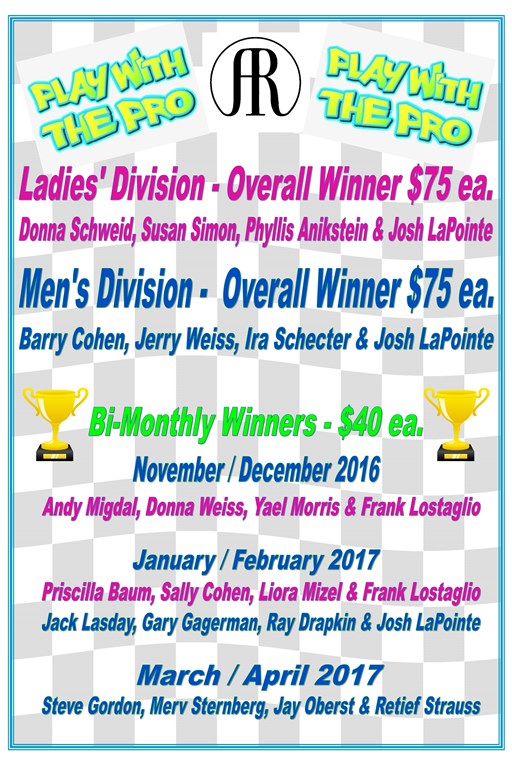 PLAY WITH
THE PRO
AR
PLAY WITH
THE PRO
Ladies' Division - Overall Winner $75 ea.
Donna Schweid, Susan Simon, Phyllis Anikstein & Josh LaPointe
Men's Division - Overall Winner $75 ea.
Barry Cohen, Jerry Weiss, Ira Schecter & Josh LaPointe
Bi-Monthly Winners - $40 ea.
November / December 2016
Andy Migdal, Donna Weiss, Yael Morris & Frank Lostaglio
January / February 2017
Priscilla Baum, Sally Cohen, Liora Mizel & Frank Lostaglio
Jack Lasday, Gary Gagerman, Ray Drapkin & Josh LaPointe
March / April 2017
Steve Gordon, Merv Sternberg, Jay Oberst & Retief Strauss